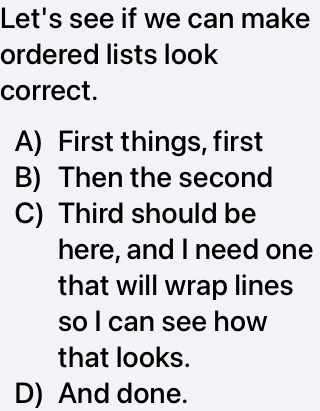 Let's see if we can make
ordered lists look
correct.
A) First things, first
B) Then the second
C) Third should be
here, and I need one
that will wrap lines
so I can see how
that looks.
D) And done.